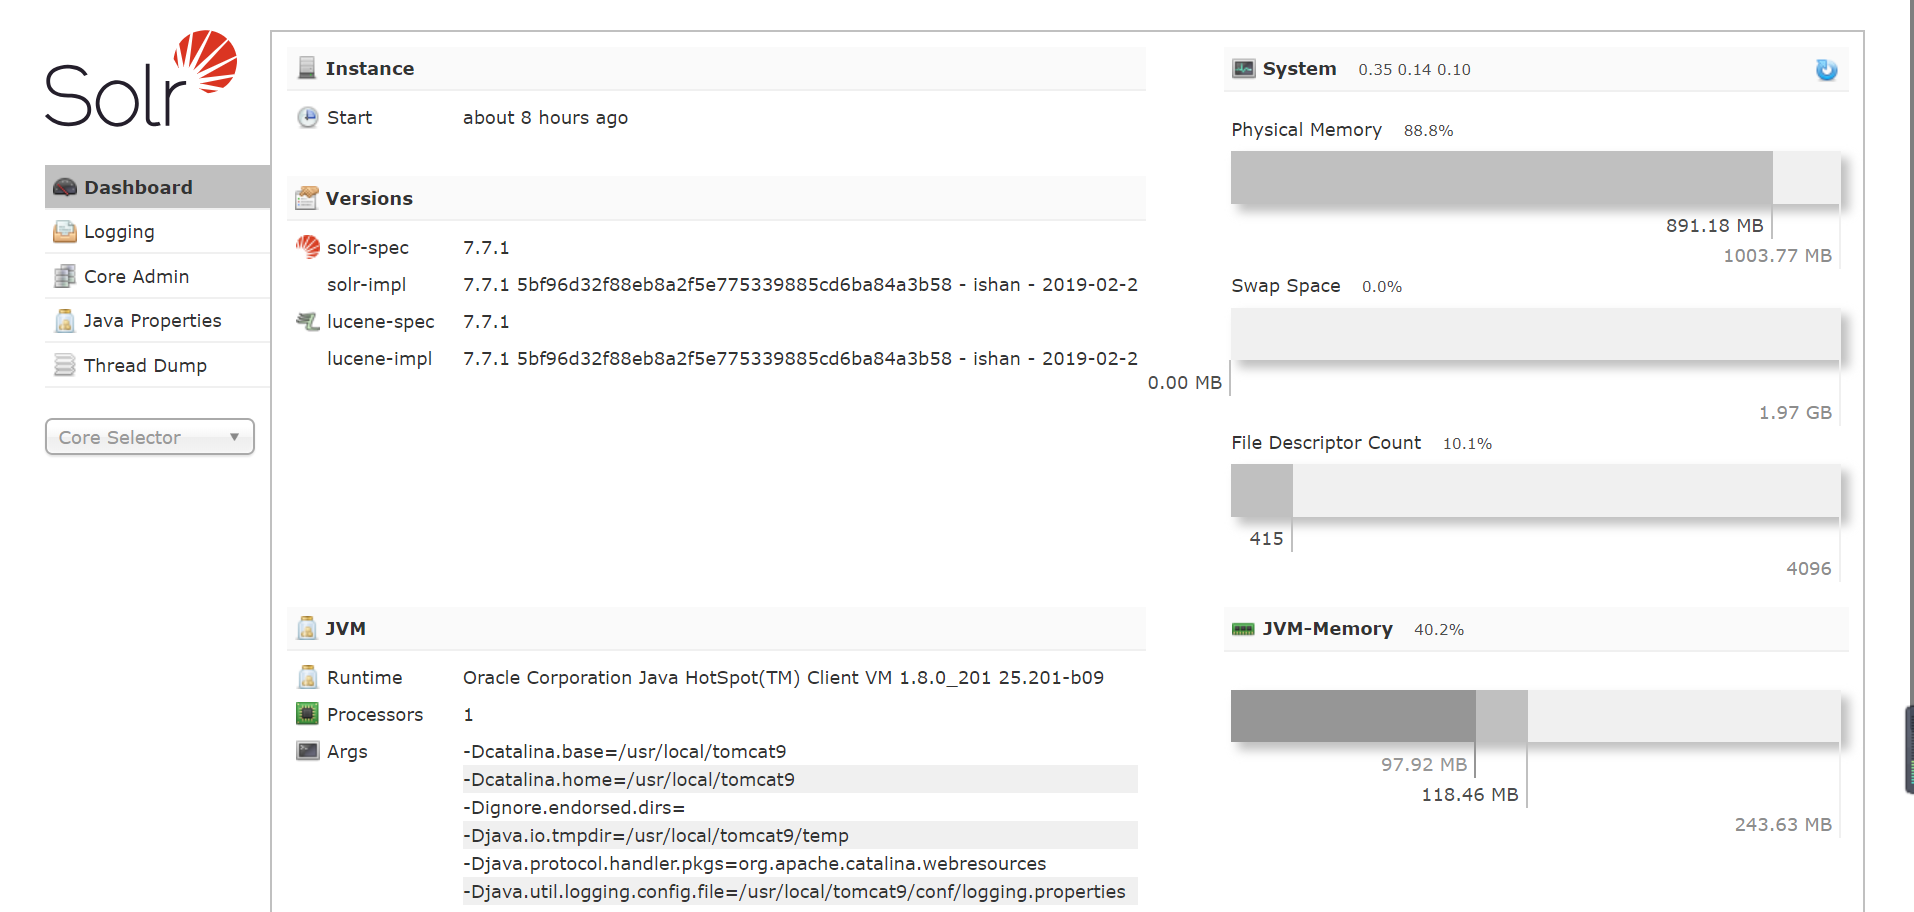 Solr
Dashboard
Logging
Core Admin
Java Properties
Thread Dump
Core Selector
Instance
Start about 8 hours ago
Versions
solr-spec 7.7.1
solr-impl 7.7.1 5bf96d32f88eb8a2f5e775339885cd6ba84a3b58 - ishan - 2019-02-2
lucene-spec 7.7.1
lucene-impl 7.7.1 5bf96d32f88eb8a2f5e775339885cd6ba84a3b58 - ishan - 2019-02-2
JVM
Runtime Oracle Corporation Java HotSpot(TM) Client VM 1.8.0_201 25.201-b09
Processors 1
Args -Dcatalina.base=/usr/local/tomcat9
-Dcatalina.home=/usr/local/tomcat9
-Dignore.endorsed.dirs=
-Djava.io.tmpdir=/usr/local/tomcat9/temp
-Djava.protocol.handler.pkgs=org.apache.catalina.webresources
-Djava.util.logging.config.file=/usr/local/tomcat9/conf/logging.properties
System 0.35 0.14 0.10
Physical Memory 88.8%
891.18 MB
1003.77 MB
Swap Space 0.0%
0.00 MB
1.97 GB
File Descriptor Count 10.1%
415
4096
JVM-Memory 40.2%
97.92 MB
118.46 MB
243.63 MB